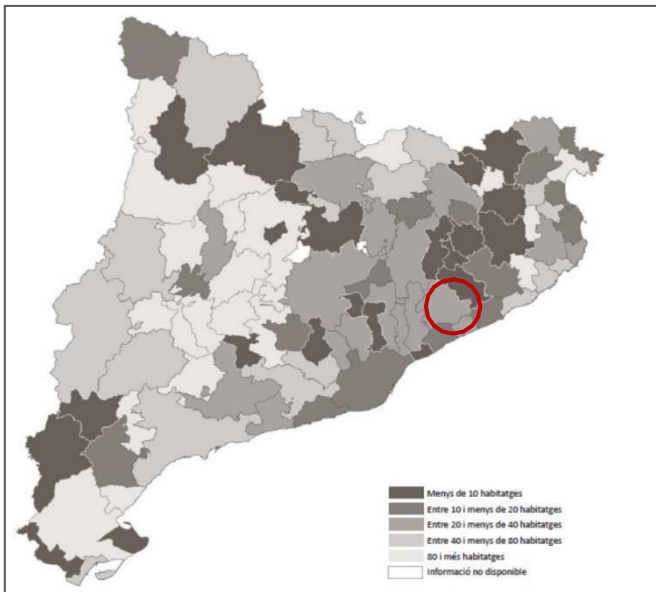 Menys de 10 habitatges
Entre 10 i menys de 20 habitatges
Entre 20 i menys de 40 habitatges
Entre 40 i menys de 80 habitatges
80 i més habitatges
Informació no disponible